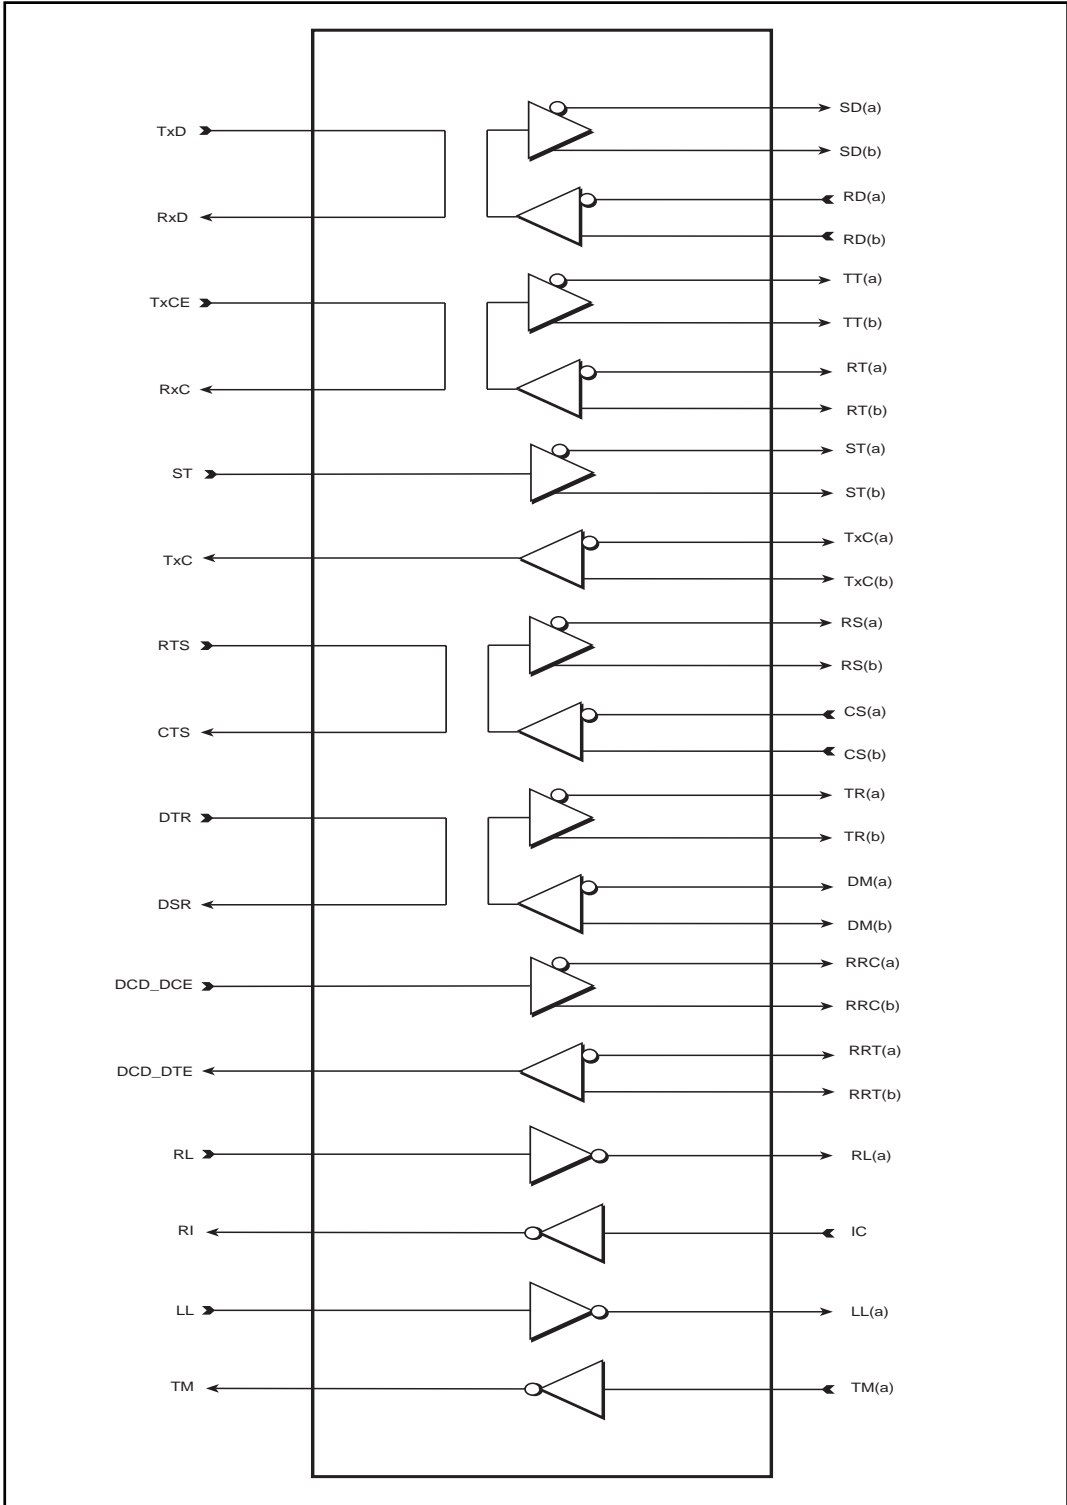 TxD
SD(a)
SD(b)
RxD
RD(a)
RD(b)
TxCE
TT(a)
TT(b)
RxC
RT(a)
RT(b)
ST
ST(a)
ST(b)
TxC
TxC(a)
TxC(b)
RTS
RS(a)
RS(b)
CTS
CS(a)
CS(b)
DTR
TR(a)
TR(b)
DSR
DM(a)
DM(b)
DCD_DCE
RRC(a)
RRC(b)
DCD_DTE
RRT(a)
RRT(b)
RL
RL(a)
RI
IC
LL
LL(a)
TM
TM(a)